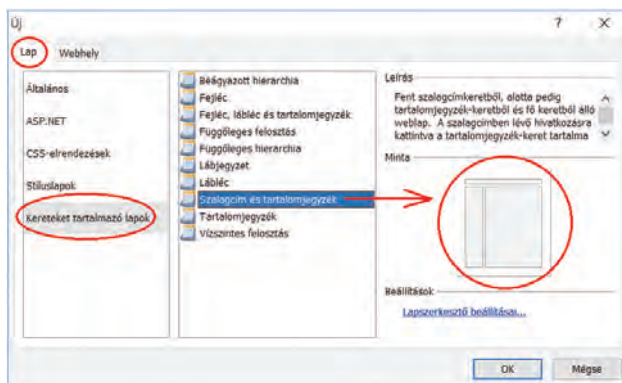 Új
Lap
Webhely
Általános
ASP.NET
CSS-elrendezések
Stíluslapok
Kereteket tartalmazó lapok
Beágyazott hierarchia
Fejléc
Fejléc, lábléc és tartalomjegyzék
Függőleges felosztás
Függőleges hierarchia
Lábjegyzet
Lábléc
Szalagcím és tartalomjegyzék
Tartalomjegyzék
Vízszintes felosztás
Leírás
Fent szalagcímkeretből, alatta pedig
tartalomjegyzék-keretből és fő keretből álló
weblap. A szalagcímben lévő hivatkozásra
kattintva a tartalomjegyzék-keret tartalma
Minta
Beállítások
Lapszerkesztő beállításai...
OK
Mégse